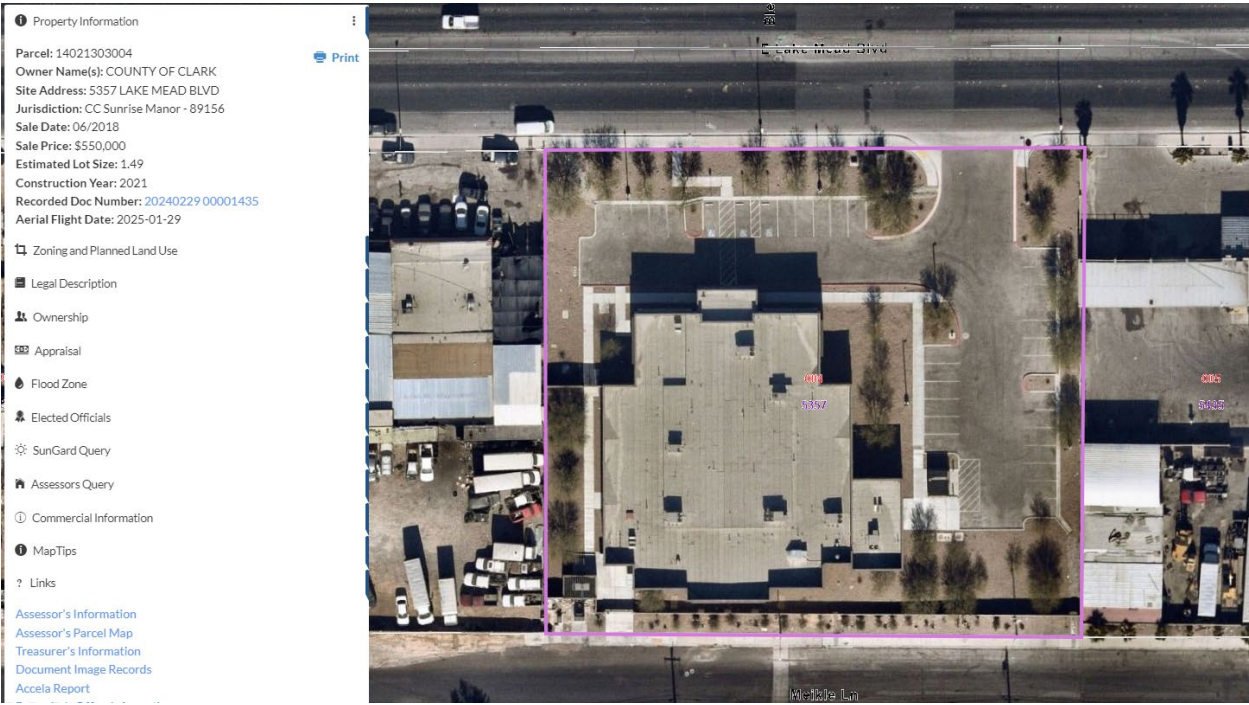 Property Information
Print
Parcel: 14021303004
Owner Name(s): COUNTY OF CLARK
Site Address: 5357 LAKE MEAD BLVD
Jurisdiction: CC Sunrise Manor - 89156
Sale Date: 06/2018
Sale Price: $550,000
Estimated Lot Size: 1.49
Construction Year: 2021
Recorded Doc Number: 20240229 00001435
Aerial Flight Date: 2025-01-29
Zoning and Planned Land Use
Legal Description
Ownership
Appraisal
Flood Zone
Elected Officials
SunGard Query
Assessors Query
Commercial Information
MapTips
? Links
Assessor's Information
Assessor's Parcel Map
Treasurer's Information
Document Image Records
Accela Report
E Lake Mead Blvd
5357
Meikle Ln